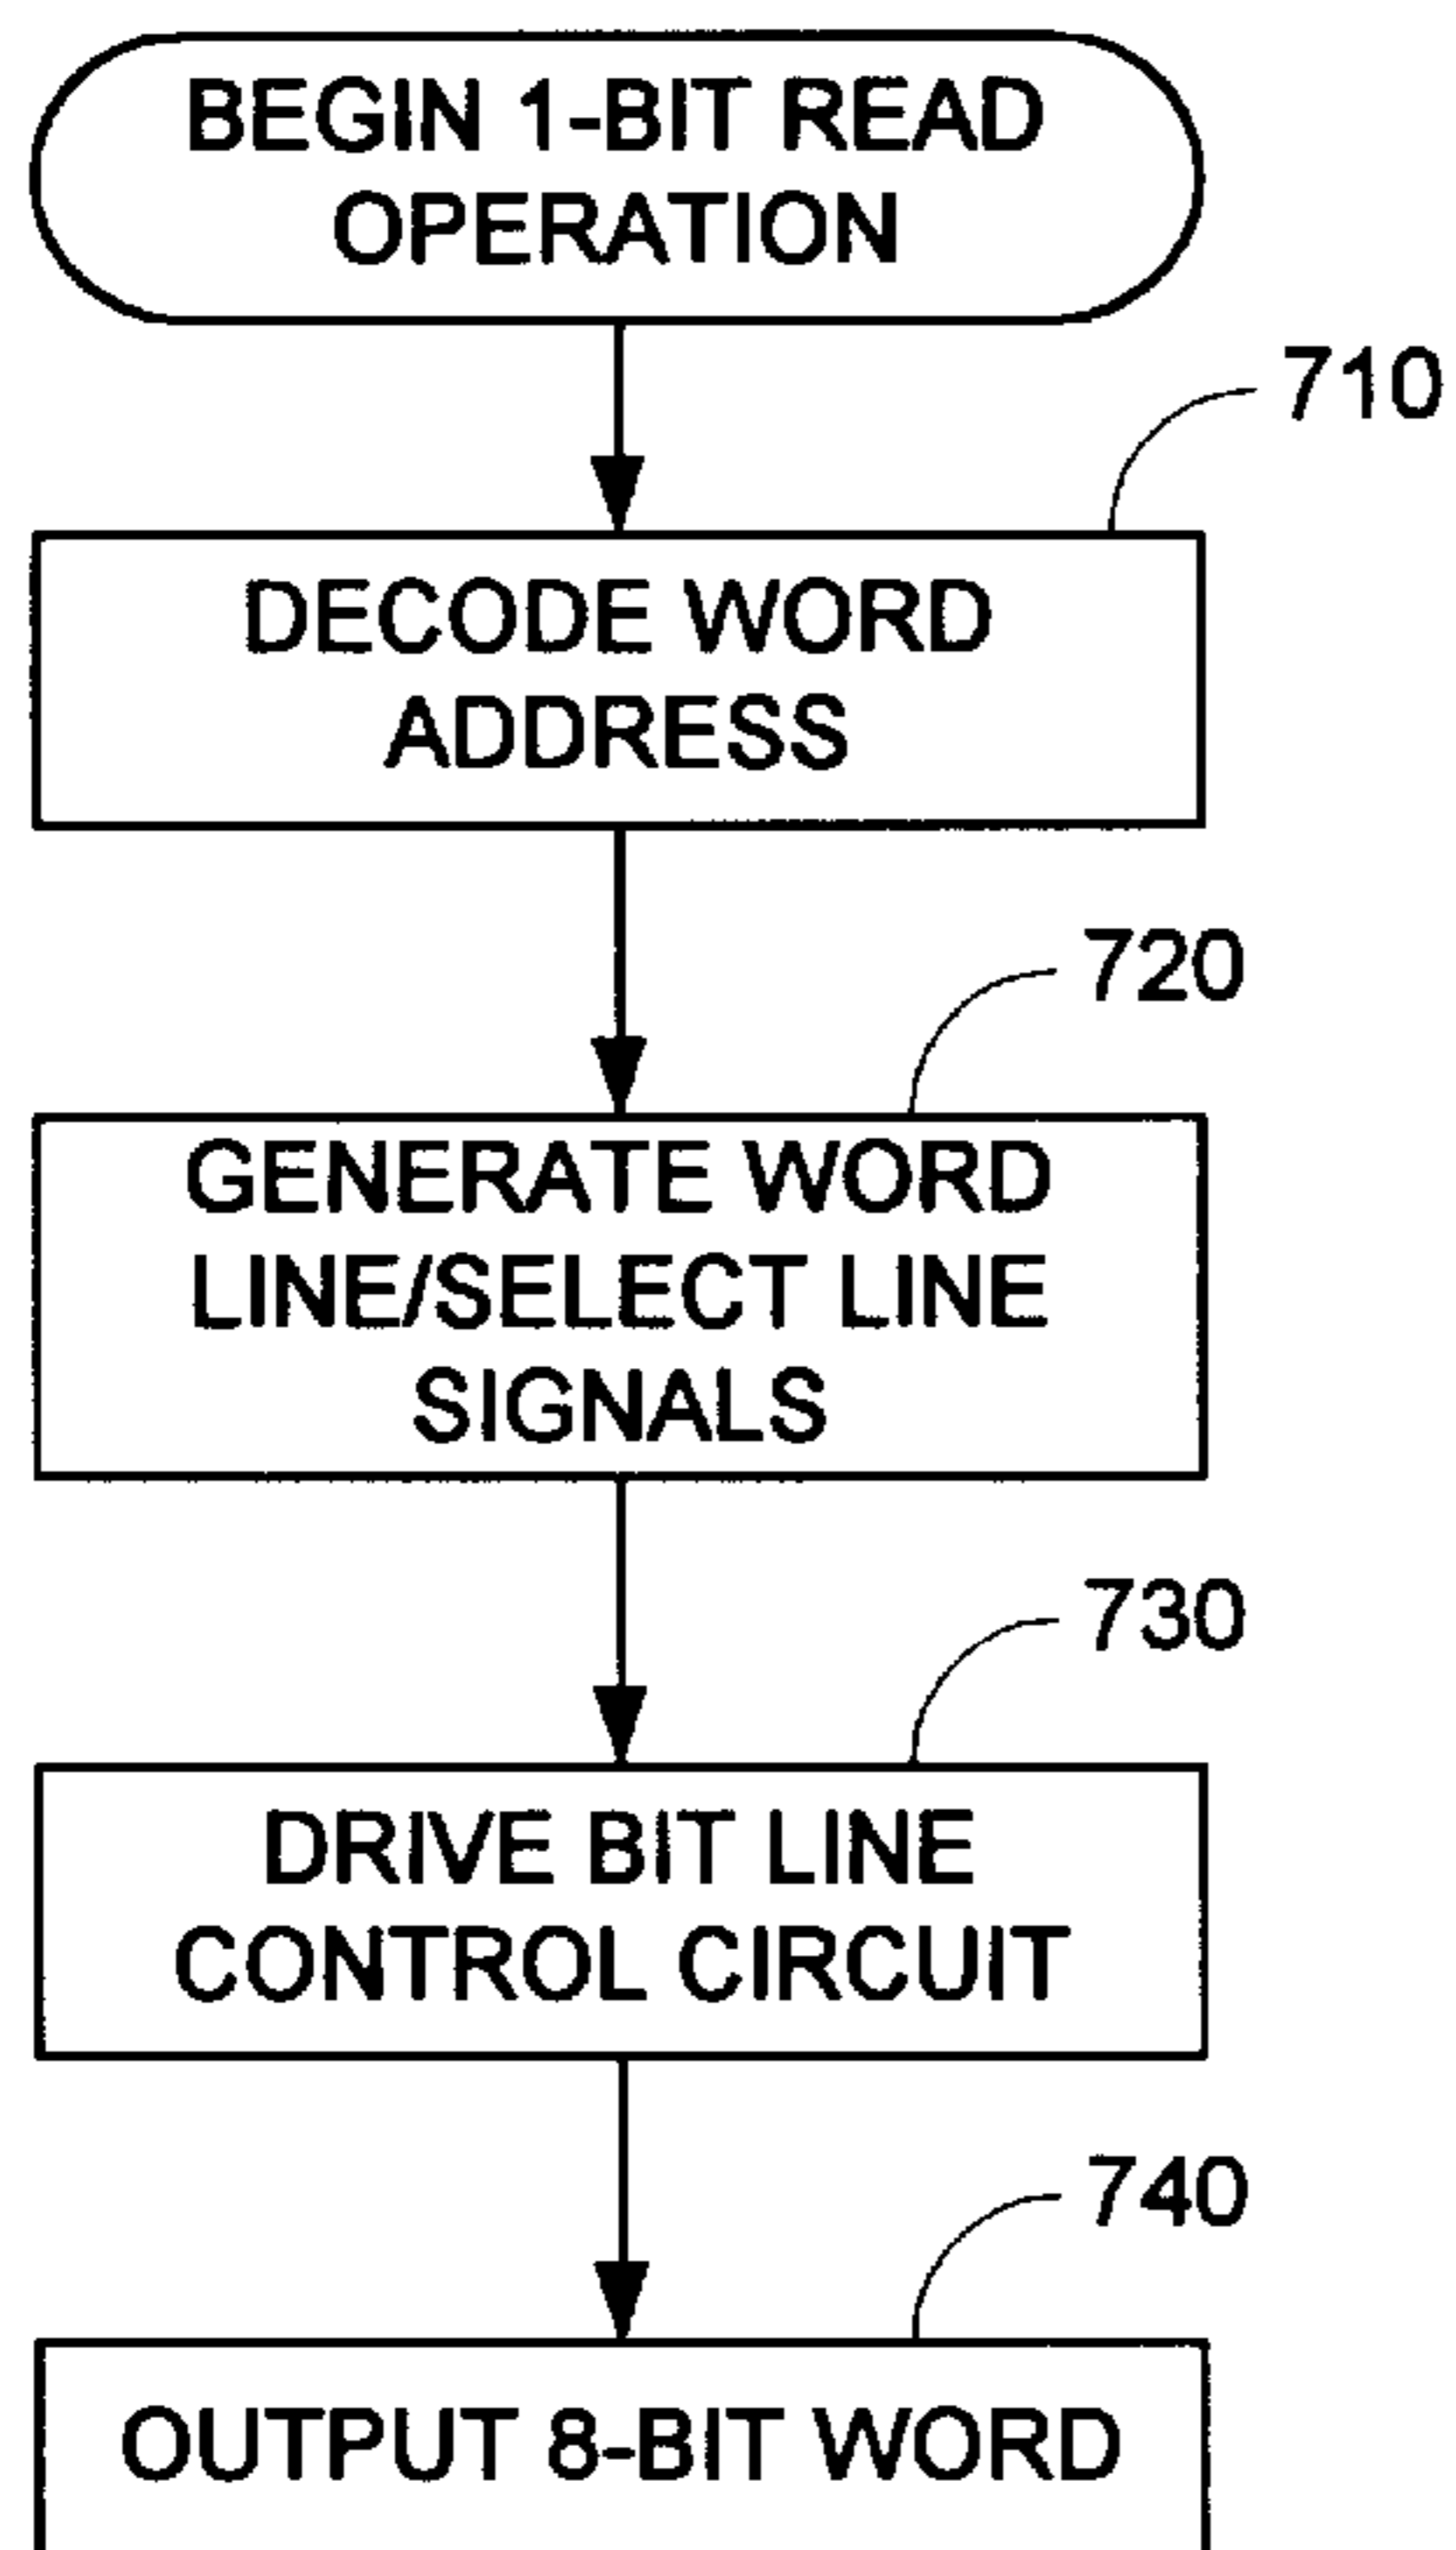 BEGIN 1-BIT READ
OPERATION
710
DECODE WORD
ADDRESS
720
GENERATE WORD
LINE/SELECT LINE
SIGNALS
730
DRIVE BIT LINE
CONTROL CIRCUIT
740
OUTPUT 8-BIT WORD